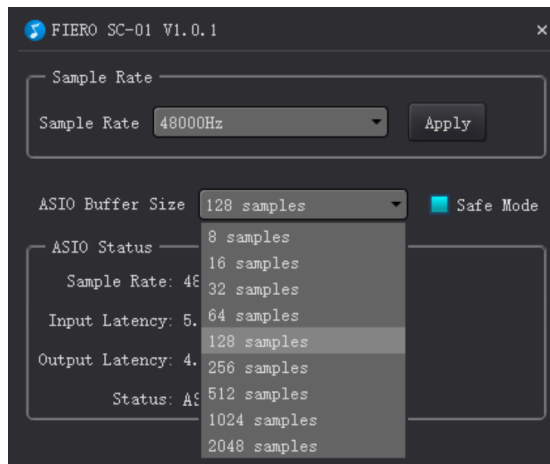 FIERO SC-01 V1.0.1
Sample Rate
Sample Rate 48000Hz Apply
ASIO Buffer Size 128 samples Safe Mode
8 samples
ASIO Status
16 samples
Sample Rate: 48
32 samples
Input Latency: 5.
64 samples
128 samples
Output Latency: 4.
256 samples
Status: AS
512 samples
1024 samples
2048 samples